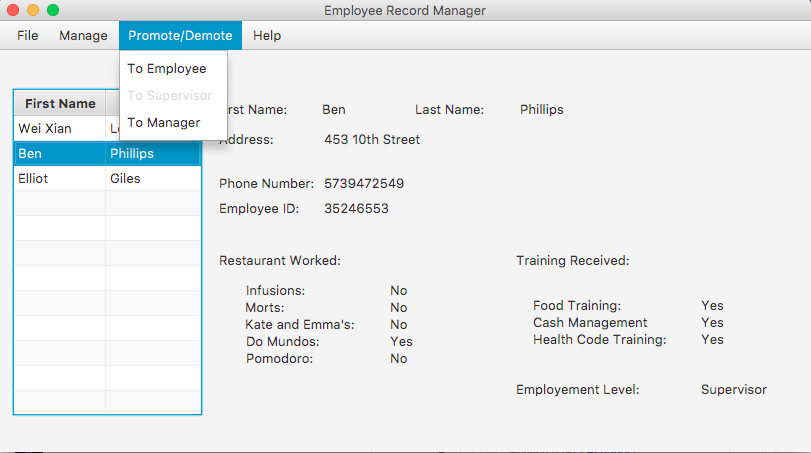 Employee Record Manager
File Manage Promote/Demote Help
To Employee
To Supervisor
To Manager
First Name
Wei Xian
Ben Phillips
Elliot Giles
First Name: Ben Last Name: Phillips
Address: 453 10th Street
Phone Number: 5739472549
Employee ID: 35246553
Restaurant Worked: Training Received:
Infusions: No
Morts: No
Kate and Emma's: No
Do Mundos: Yes
Pomodoro: No
Food Training: Yes
Cash Management Yes
Health Code Training: Yes
Employement Level: Supervisor